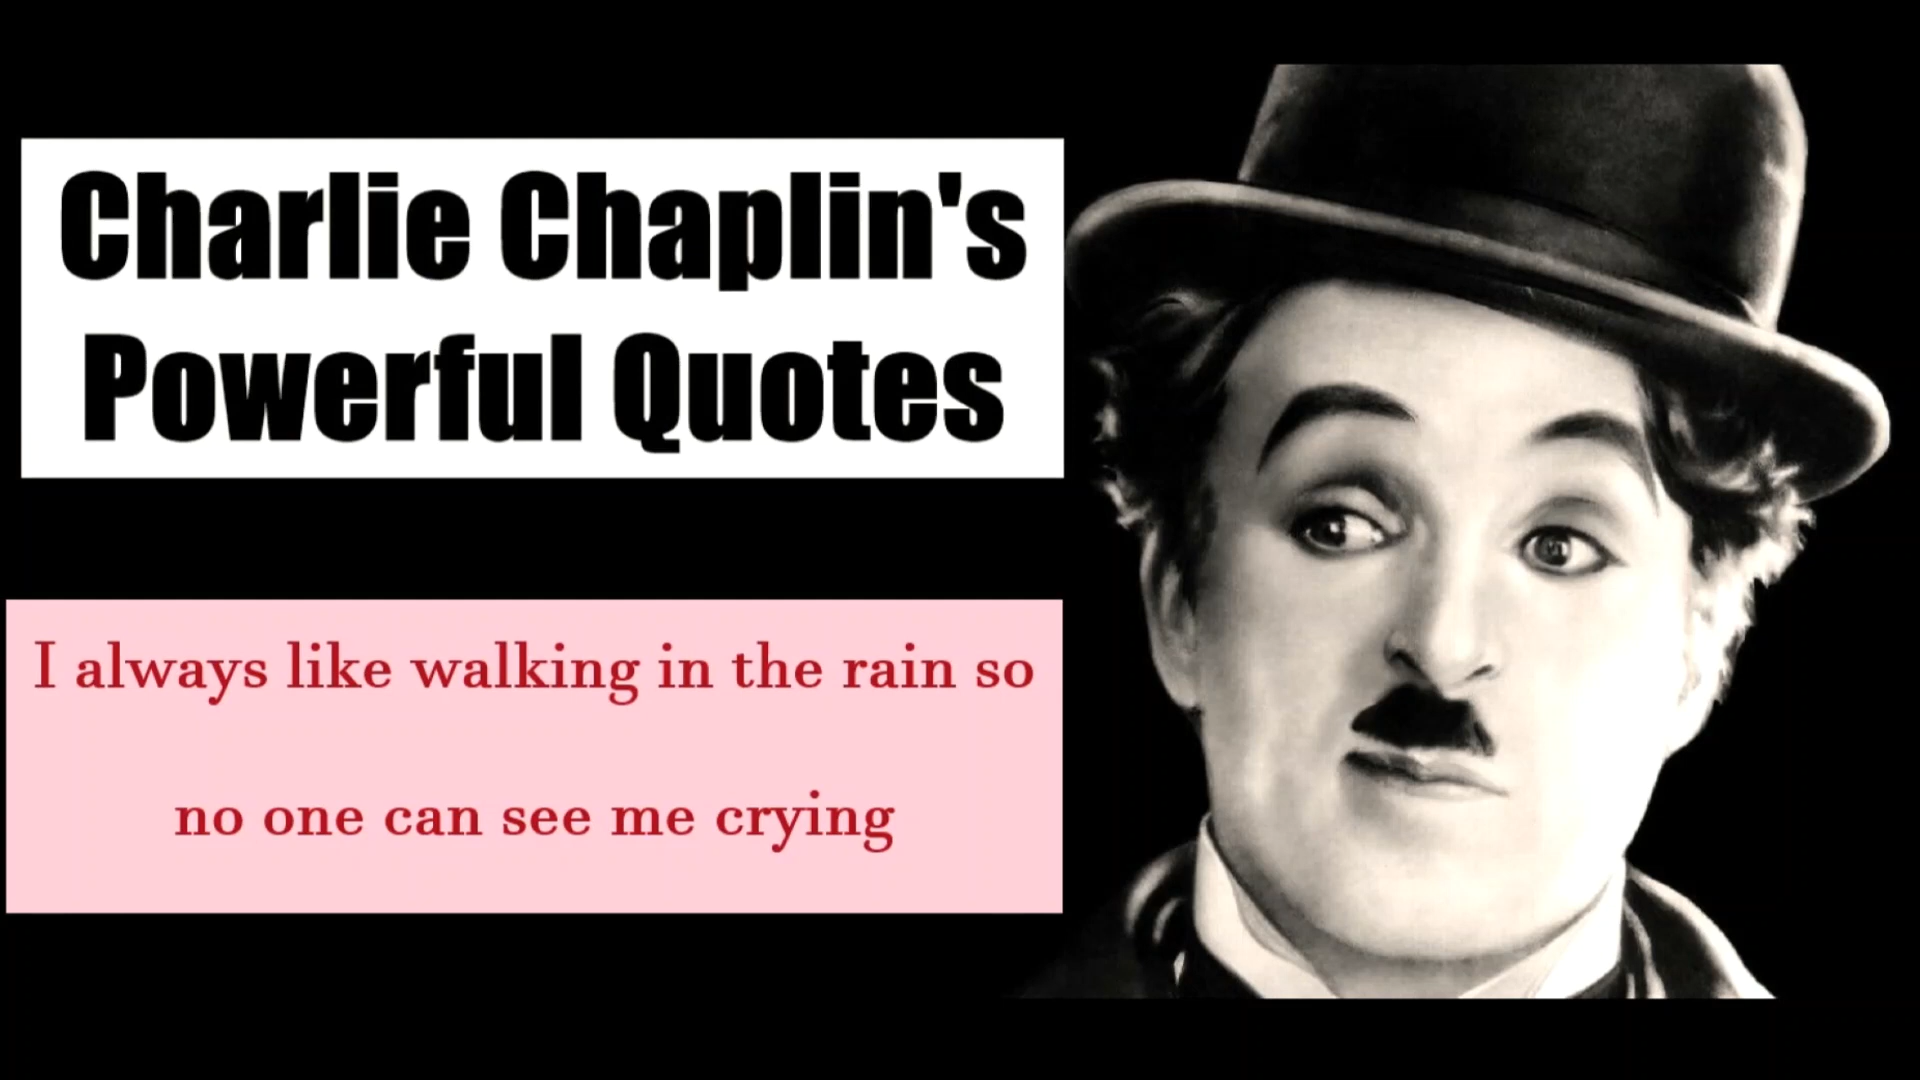 Charlie Chaplin's
Powerful Quotes
I always like walking in the rain so
no one can see me crying